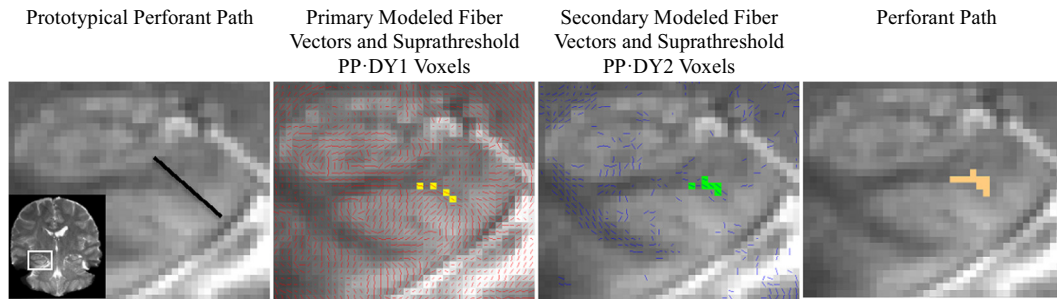 Prototypical Perforant Path
Primary Modeled Fiber
Vectors and Suprathreshold
PP·DY1 Voxels
Secondary Modeled Fiber
Vectors and Suprathreshold
PP·DY2 Voxels
Perforant Path